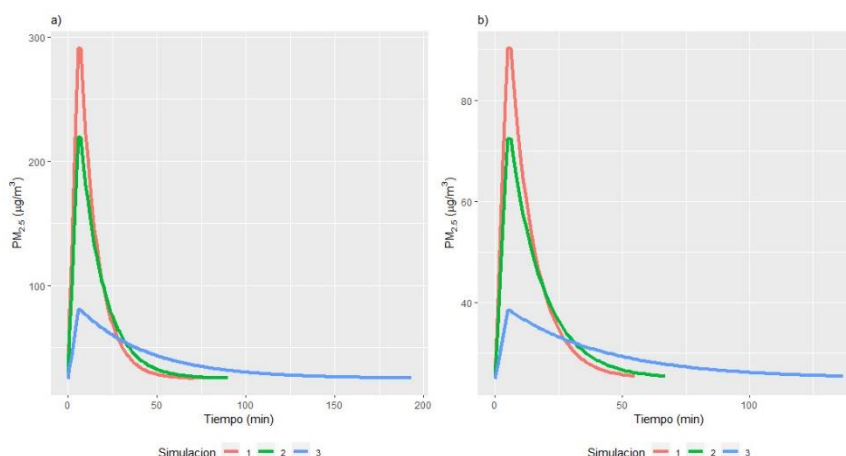 a)
300
200
100
PM2.5 (µg/m³)
0 50 100 150 200
Tiempo (min)
Simulacion 1 2 3
b)
80
60
40
PM2.5 (µg/m³)
0 50 100
Tiempo (min)
Simulacion 1 2 3